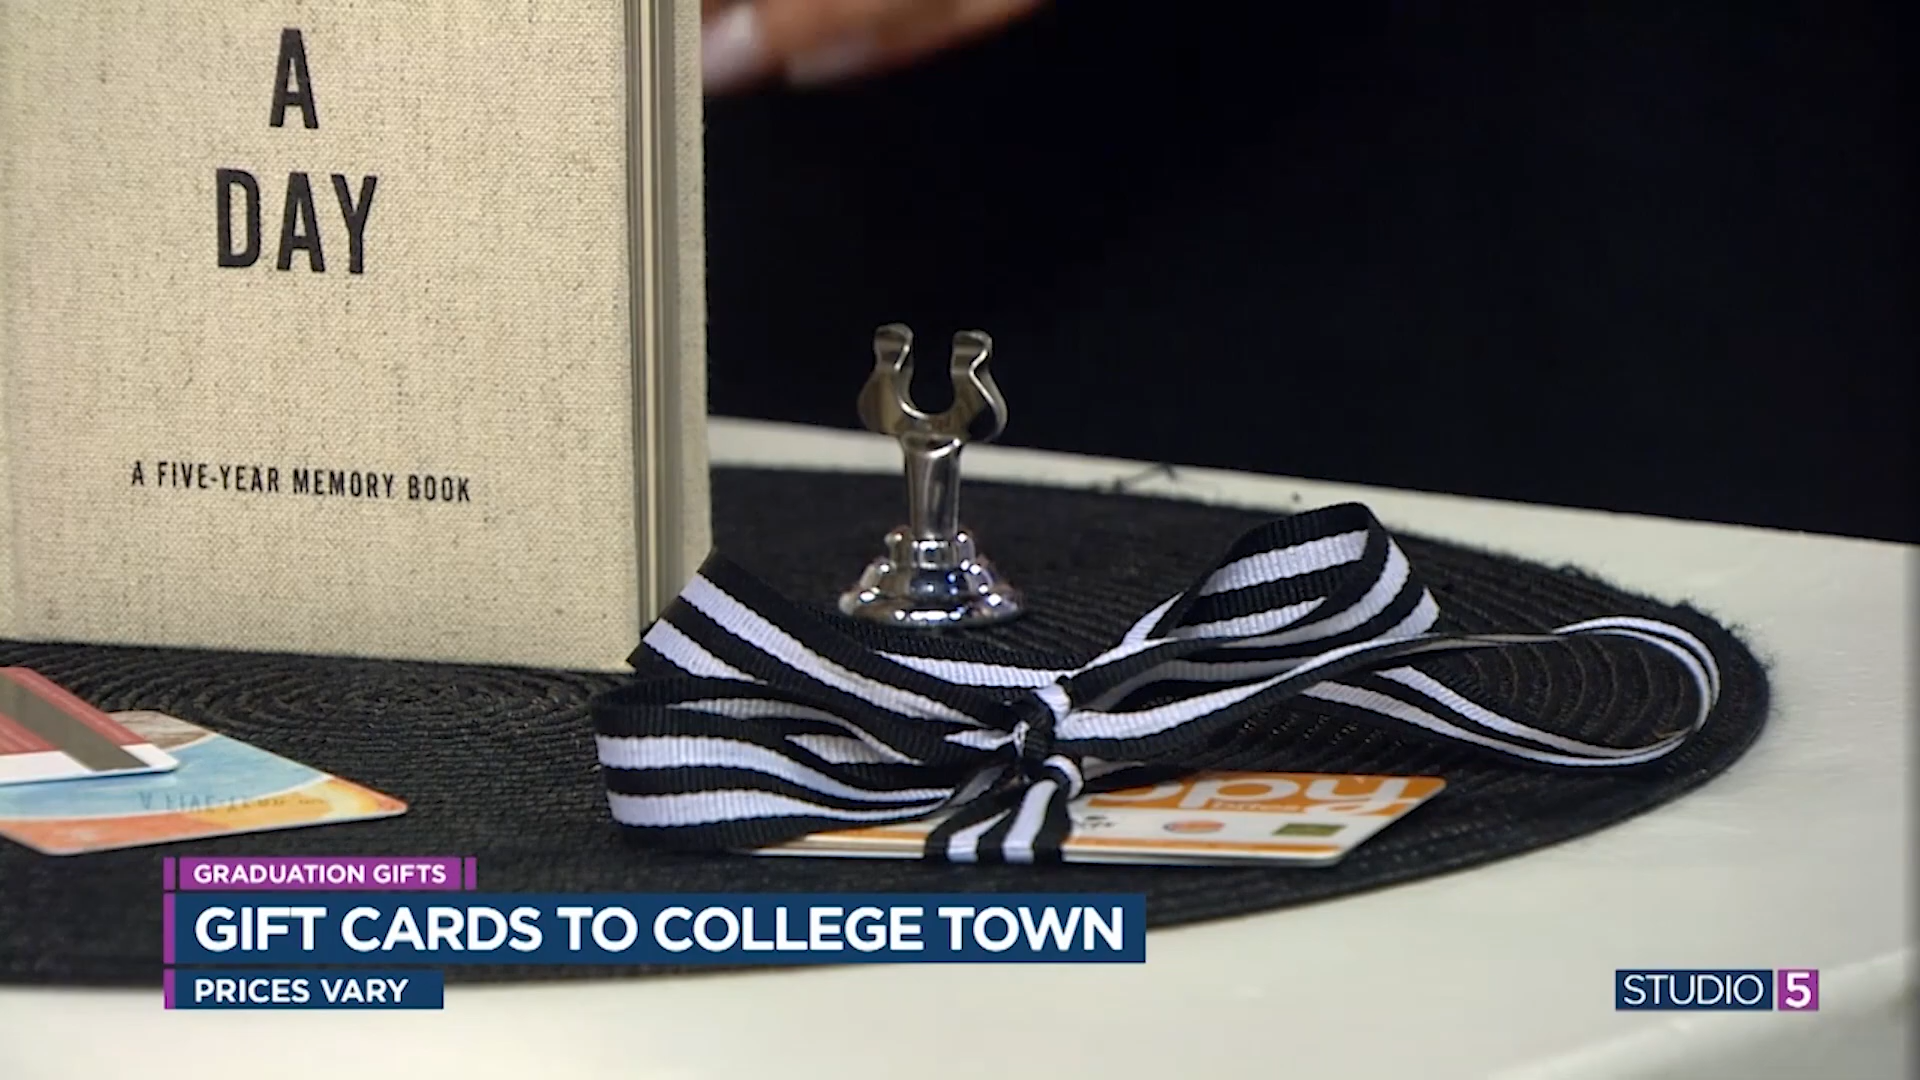 A
DAY
A FIVE-YEAR MEMORY BOOK
GRADUATION GIFTS
GIFT CARDS TO COLLEGE TOWN
PRICES VARY
STUDIO 5